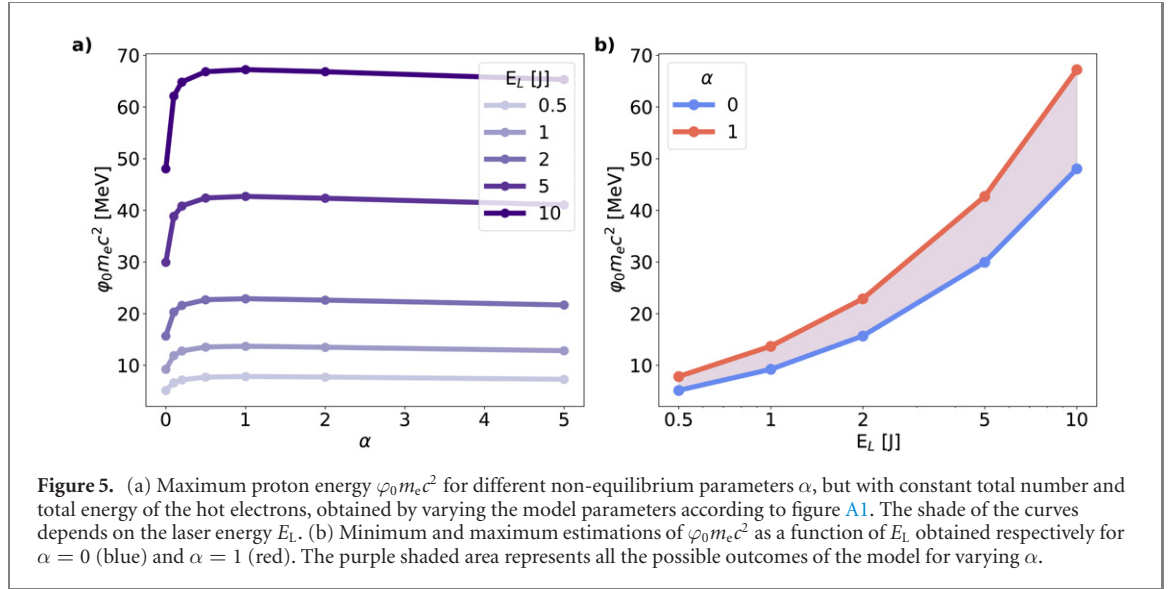 a)
70
60
50
40
30
20
10
φ₀mₑc² [MeV]
0
1
2
3
4
5
α
E_L [J]
0.5
1
2
5
10
b)
70
60
50
40
30
20
10
φ₀mₑc² [MeV]
0.5
1
2
5
10
E_L [J]
α
0
1
Figure 5. (a) Maximum proton energy φ₀mₑc² for different non-equilibrium parameters α, but with constant total number and
total energy of the hot electrons, obtained by varying the model parameters according to figure A1. The shade of the curves
depends on the laser energy E_L. (b) Minimum and maximum estimations of φ₀mₑc² as a function of E_L obtained respectively for
α = 0 (blue) and α = 1 (red). The purple shaded area represents all the possible outcomes of the model for varying α.